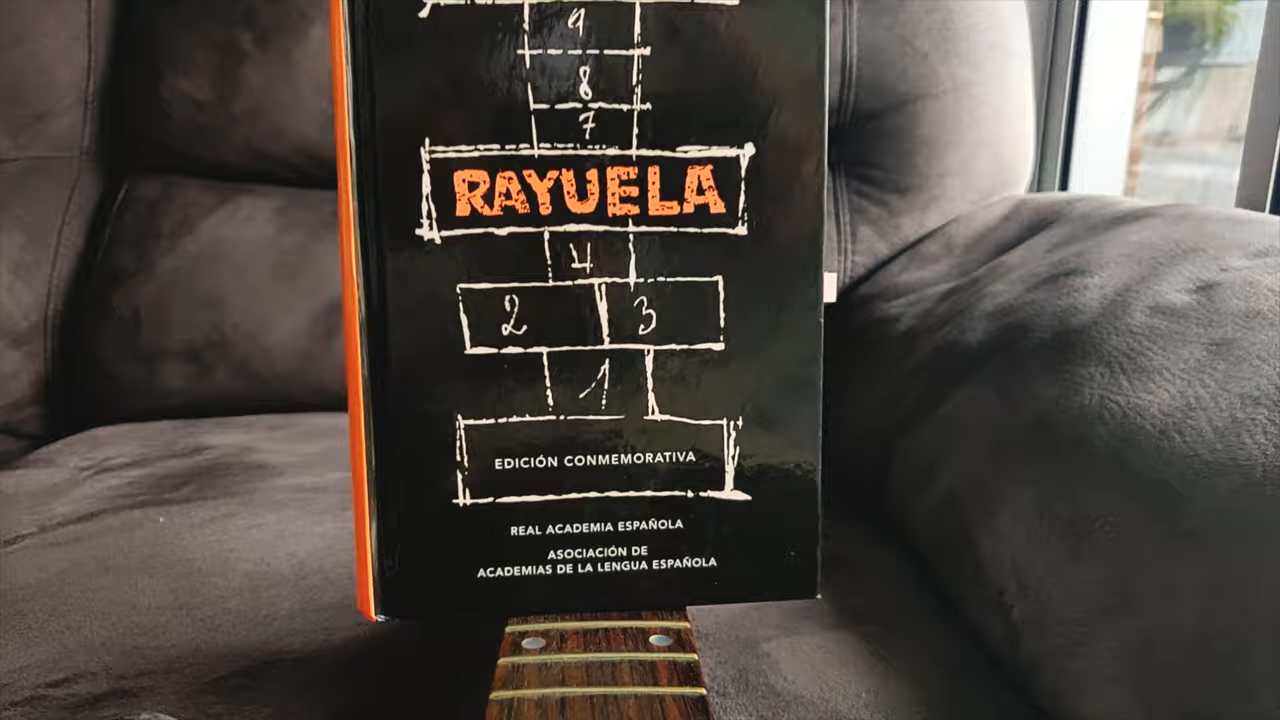 9
8
7
RAYUELA
4
2 3
1
EDICIÓN CONMEMORATIVA
REAL ACADEMIA ESPAÑOLA
ASOCIACIÓN DE
ACADEMIAS DE LA LENGUA ESPAÑOLA